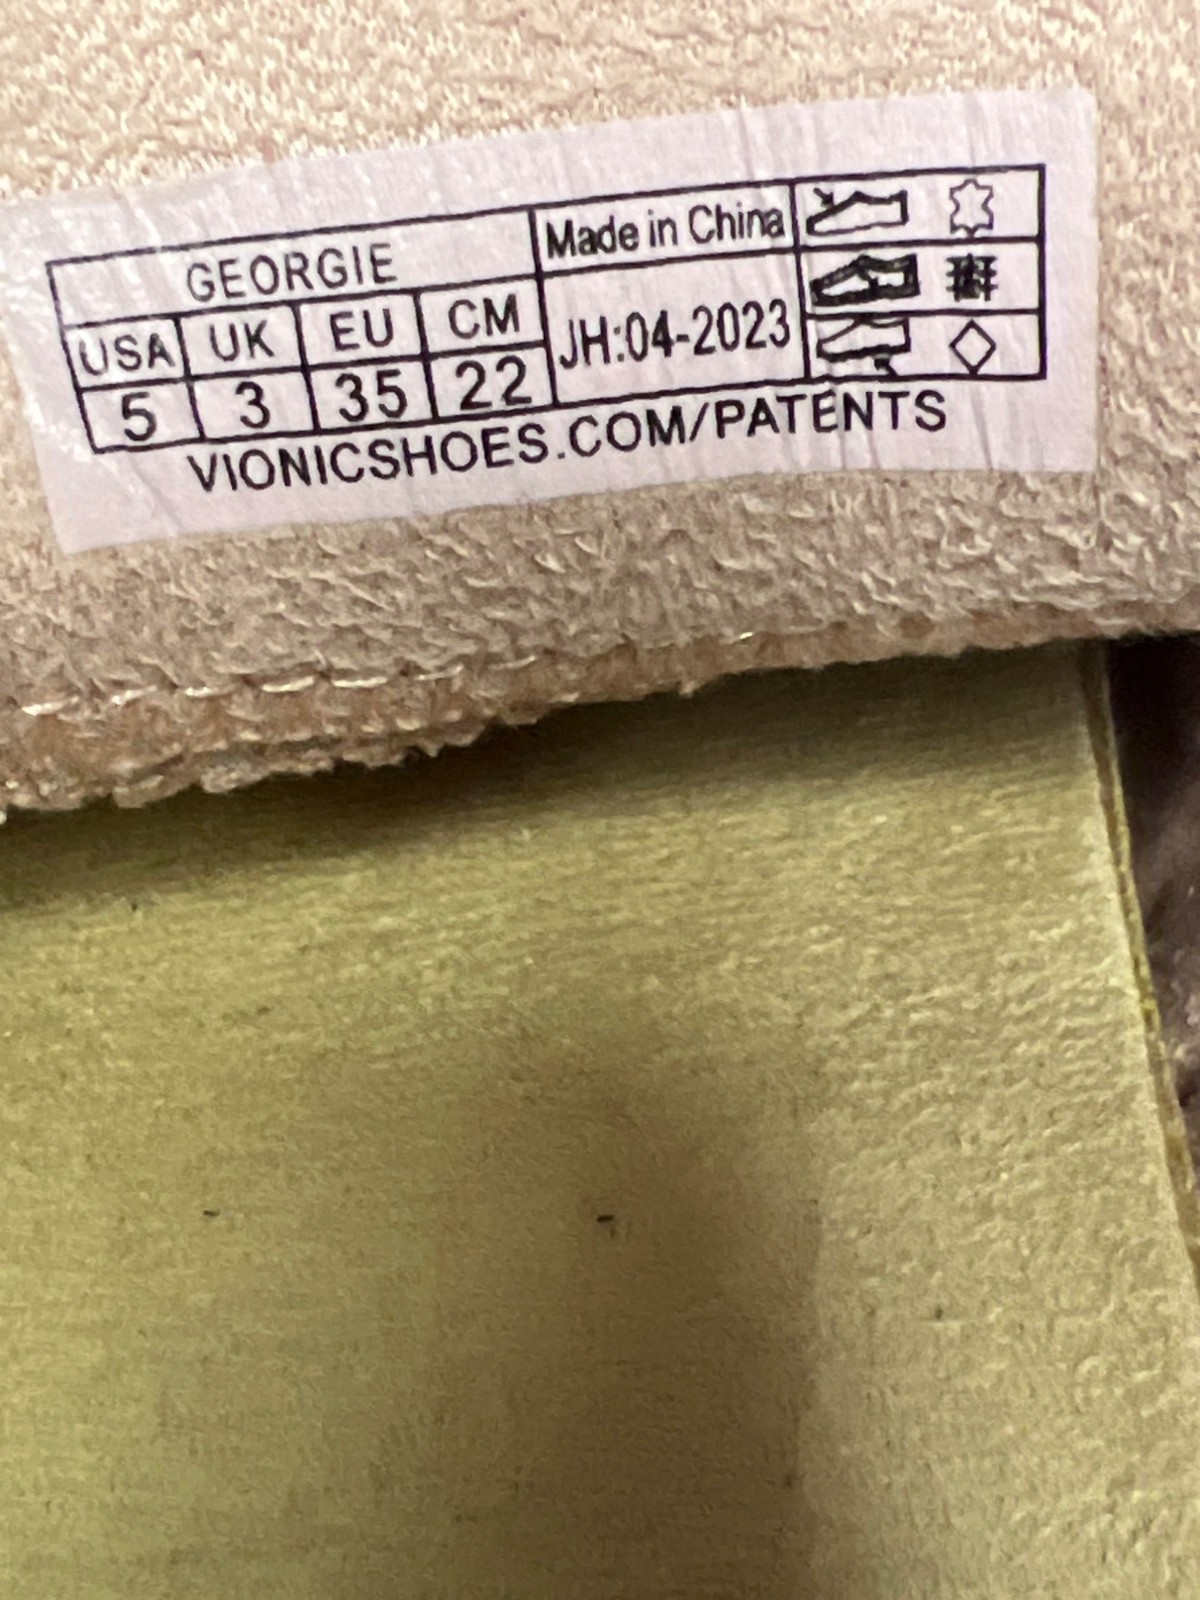 GEORGIE
Made in China
USA UK EU CM
JH:04-2023
5 3 35 22
VIONICSHOES.COM/PATENTS